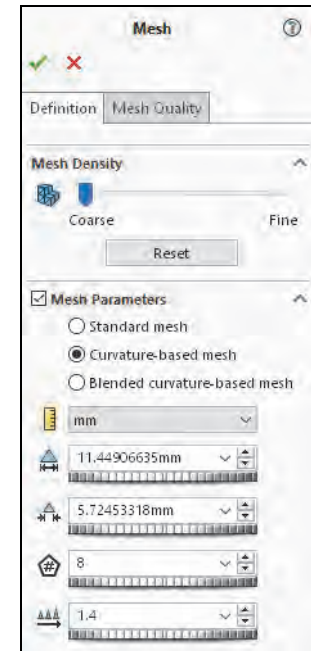 Mesh
Definition Mesh Quality
Mesh Density
Coarse Fine
Reset
Mesh Parameters
Standard mesh
Curvature-based mesh
Blended curvature-based mesh
mm
11.44906635mm
5.72453318mm
8
1.4